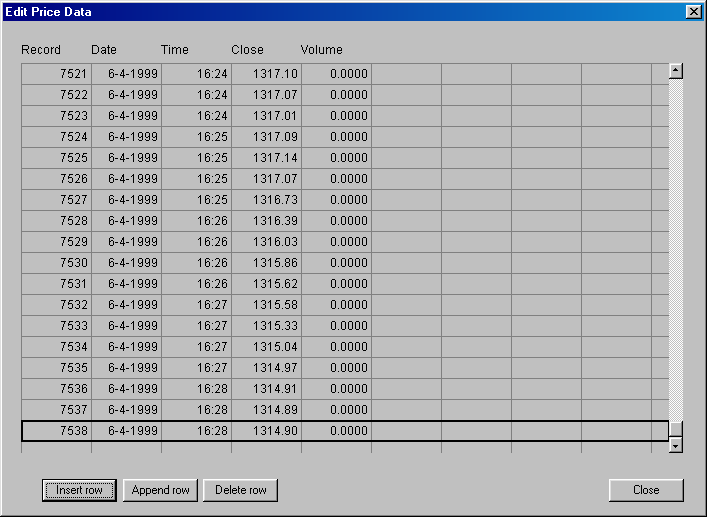 Edit Price Data
Record Date Time Close Volume
7521 6-4-1999 16:24 1317.10 0.0000
7522 6-4-1999 16:24 1317.07 0.0000
7523 6-4-1999 16:24 1317.01 0.0000
7524 6-4-1999 16:25 1317.09 0.0000
7525 6-4-1999 16:25 1317.14 0.0000
7526 6-4-1999 16:25 1317.07 0.0000
7527 6-4-1999 16:25 1316.73 0.0000
7528 6-4-1999 16:26 1316.39 0.0000
7529 6-4-1999 16:26 1316.03 0.0000
7530 6-4-1999 16:26 1315.86 0.0000
7531 6-4-1999 16:26 1315.62 0.0000
7532 6-4-1999 16:27 1315.58 0.0000
7533 6-4-1999 16:27 1315.33 0.0000
7534 6-4-1999 16:27 1315.04 0.0000
7535 6-4-1999 16:27 1314.97 0.0000
7536 6-4-1999 16:28 1314.91 0.0000
7537 6-4-1999 16:28 1314.89 0.0000
7538 6-4-1999 16:28 1314.90 0.0000
Insert row Append row Delete row Close